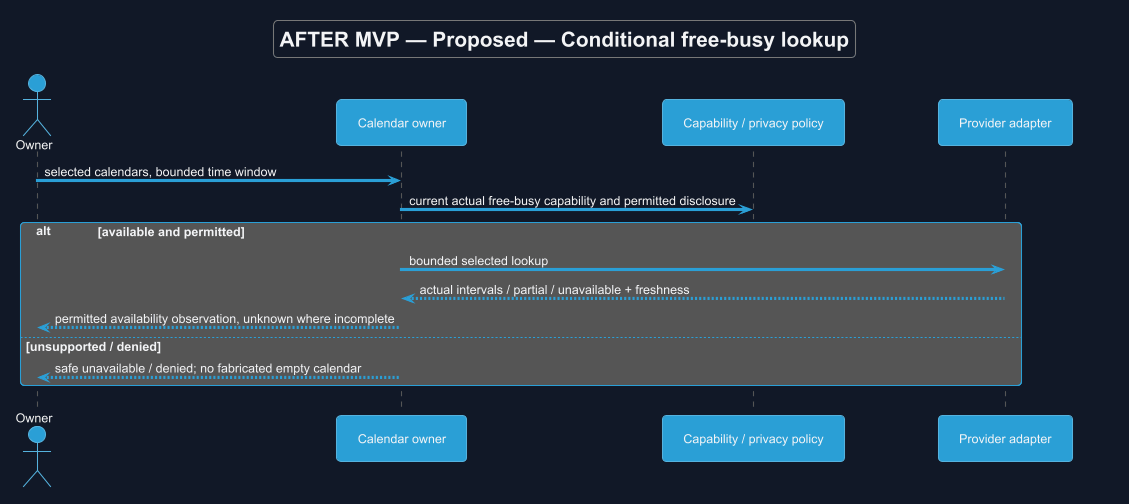 AFTER MVP — Proposed — Conditional free-busy lookup
Owner
Calendar owner
Capability / privacy policy
Provider adapter
selected calendars, bounded time window
current actual free-busy capability and permitted disclosure
alt
[available and permitted]
bounded selected lookup
actual intervals / partial / unavailable + freshness
permitted availability observation, unknown where incomplete
[unsupported / denied]
safe unavailable / denied; no fabricated empty calendar
Owner
Calendar owner
Capability / privacy policy
Provider adapter